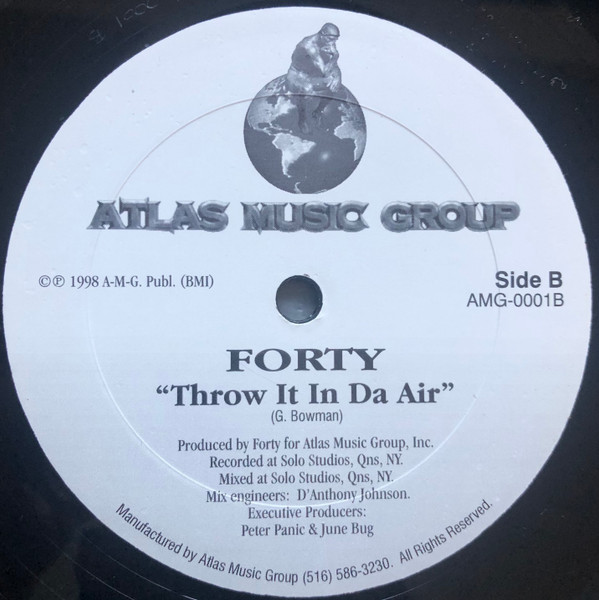 ATLAS MUSIC GROUP
©℗ 1998 A-M-G. Publ. (BMI)
Side B
AMG-0001B
FORTY
“Throw It In Da Air”
(G. Bowman)
Produced by Forty for Atlas Music Group, Inc.
Recorded at Solo Studios, Qns, NY.
Mixed at Solo Studios, Qns, NY.
Mix engineers: D'Anthony Johnson.
Executive Producers:
Peter Panic & June Bug
Manufactured by Atlas Music Group (516) 586-3230. All Rights Reserved.